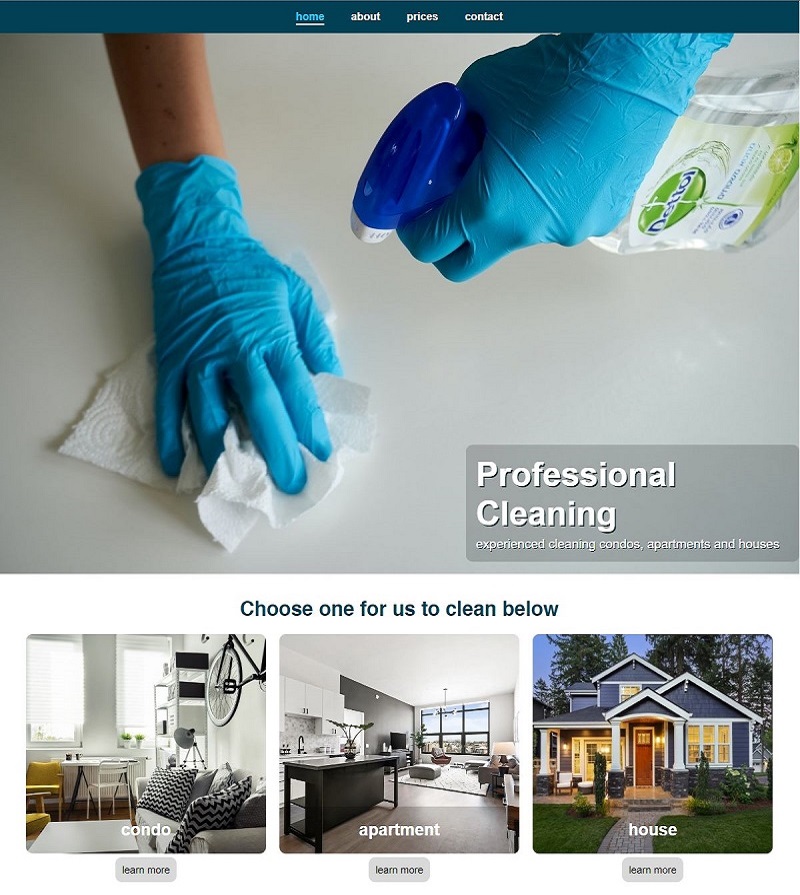 home about prices contact
Dettol
Professional
Cleaning
experienced cleaning condos, apartments and houses
Choose one for us to clean below
condo apartment house
learn more learn more learn more